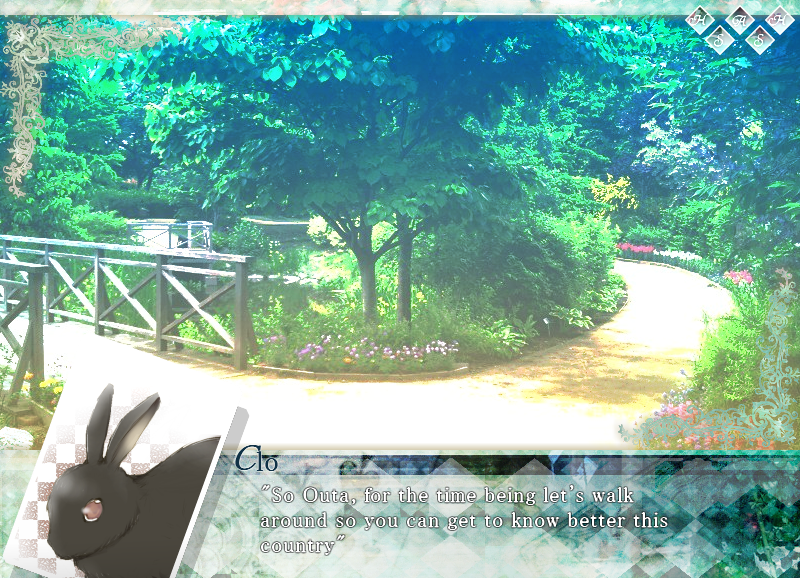 H A H
S S
Clo
"So Outa, for the time being let's walk
around so you can get to know better this
country"